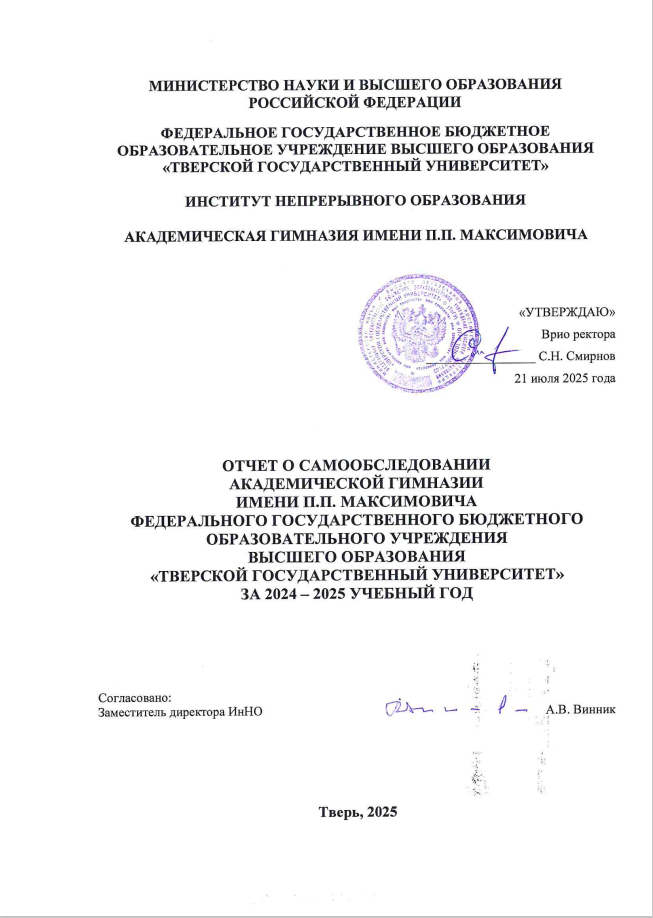 МИНИСТЕРСТВО НАУКИ И ВЫСШЕГО ОБРАЗОВАНИЯ
РОССИЙСКОЙ ФЕДЕРАЦИИ
ФЕДЕРАЛЬНОЕ ГОСУДАРСТВЕННОЕ БЮДЖЕТНОЕ
ОБРАЗОВАТЕЛЬНОЕ УЧРЕЖДЕНИЕ ВЫСШЕГО ОБРАЗОВАНИЯ
«ТВЕРСКОЙ ГОСУДАРСТВЕННЫЙ УНИВЕРСИТЕТ»
ИНСТИТУТ НЕПРЕРЫВНОГО ОБРАЗОВАНИЯ
АКАДЕМИЧЕСКАЯ ГИМНАЗИЯ ИМЕНИ П.П. МАКСИМОВИЧА
«УТВЕРЖДАЮ»
Врио ректора
С.Н. Смирнов
21 июля 2025 года
ОТЧЕТ О САМООБСЛЕДОВАНИИ
АКАДЕМИЧЕСКОЙ ГИМНАЗИИ
ИМЕНИ П.П. МАКСИМОВИЧА
ФЕДЕРАЛЬНОГО ГОСУДАРСТВЕННОГО БЮДЖЕТНОГО
ОБРАЗОВАТЕЛЬНОГО УЧРЕЖДЕНИЯ
ВЫСШЕГО ОБРАЗОВАНИЯ
«ТВЕРСКОЙ ГОСУДАРСТВЕННЫЙ УНИВЕРСИТЕТ»
ЗА 2024 – 2025 УЧЕБНЫЙ ГОД
Согласовано:
Заместитель директора ИнНО А.В. Винник
Тверь, 2025